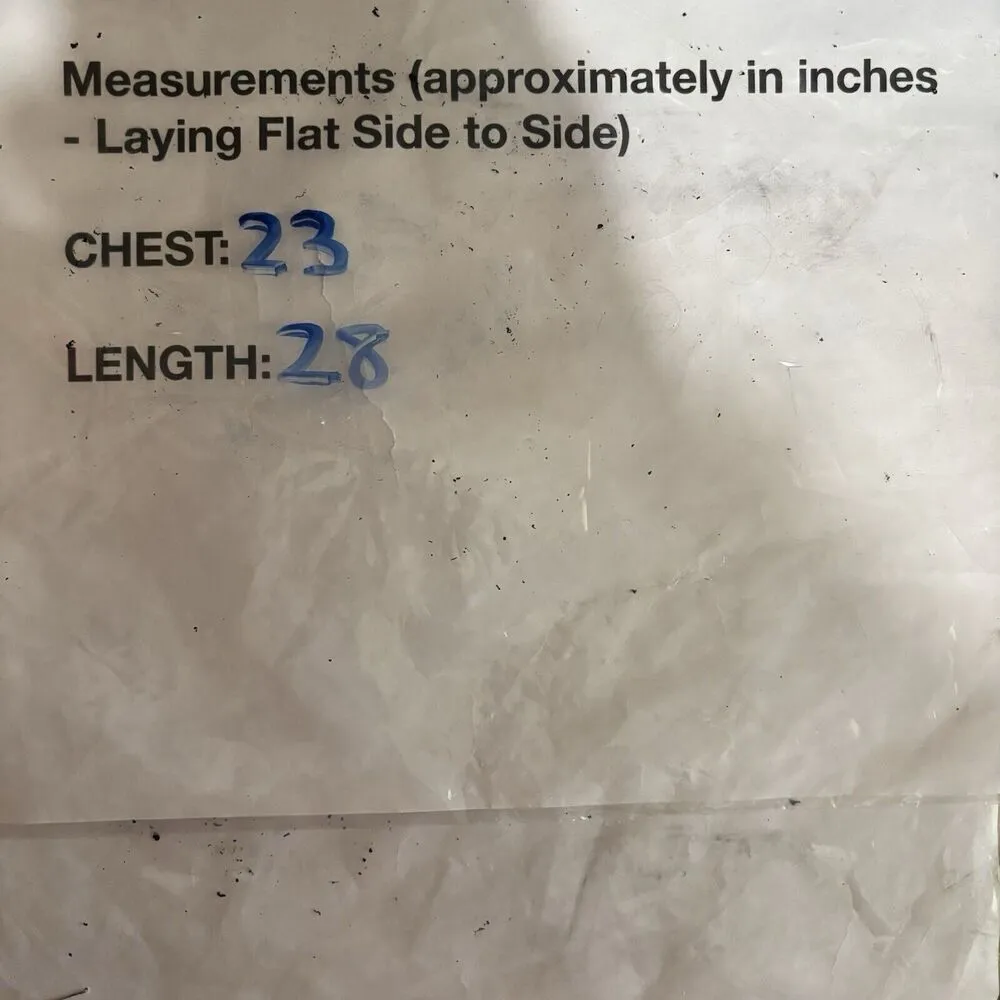 Measurements (approximately in inches
- Laying Flat Side to Side)
CHEST: 23
LENGTH: 28